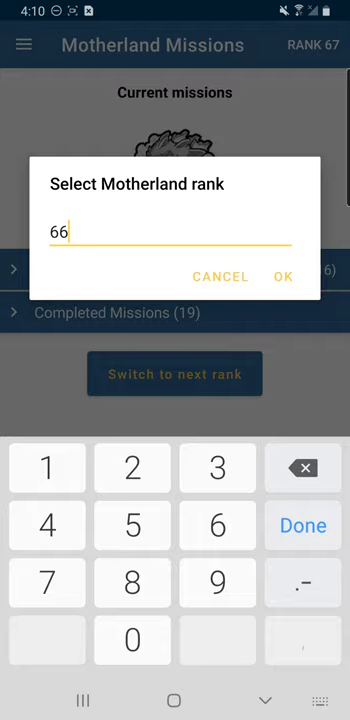 4:10
Motherland Missions RANK 67
Current missions
Select Motherland rank
66
CANCEL OK
6)
Completed Missions (19)
Switch to next rank
1 2 3
4 5 6 Done
7 8 9 .-
0 ,